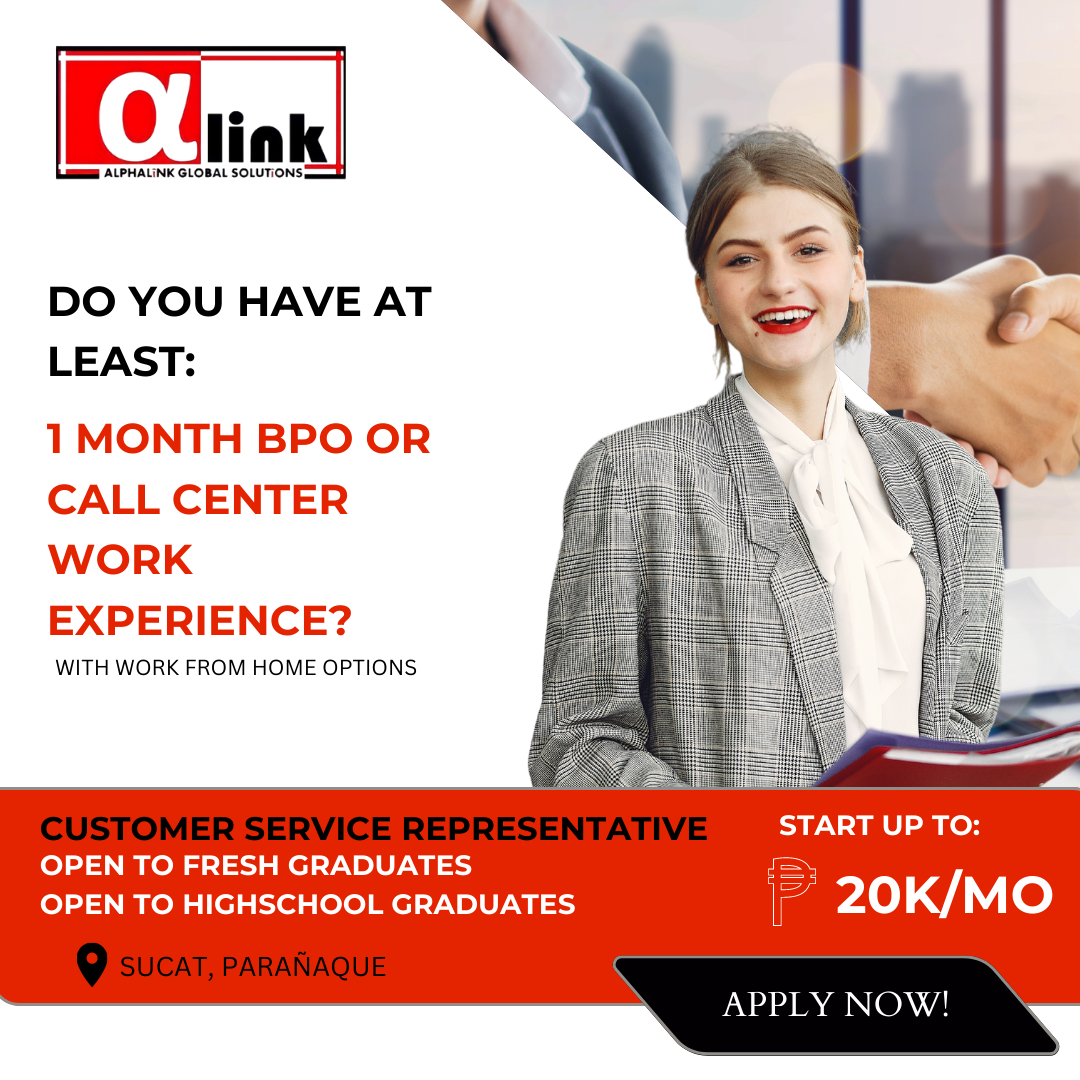 α link
ALPHALiNK GLOBAL SOLUTiONS
DO YOU HAVE AT
LEAST:
1 MONTH BPO OR
CALL CENTER
WORK
EXPERIENCE?
WITH WORK FROM HOME OPTIONS
CUSTOMER SERVICE REPRESENTATIVE
OPEN TO FRESH GRADUATES
OPEN TO HIGHSCHOOL GRADUATES
SUCAT, PARAÑAQUE
START UP TO:
₱ 20K/MO
APPLY NOW!